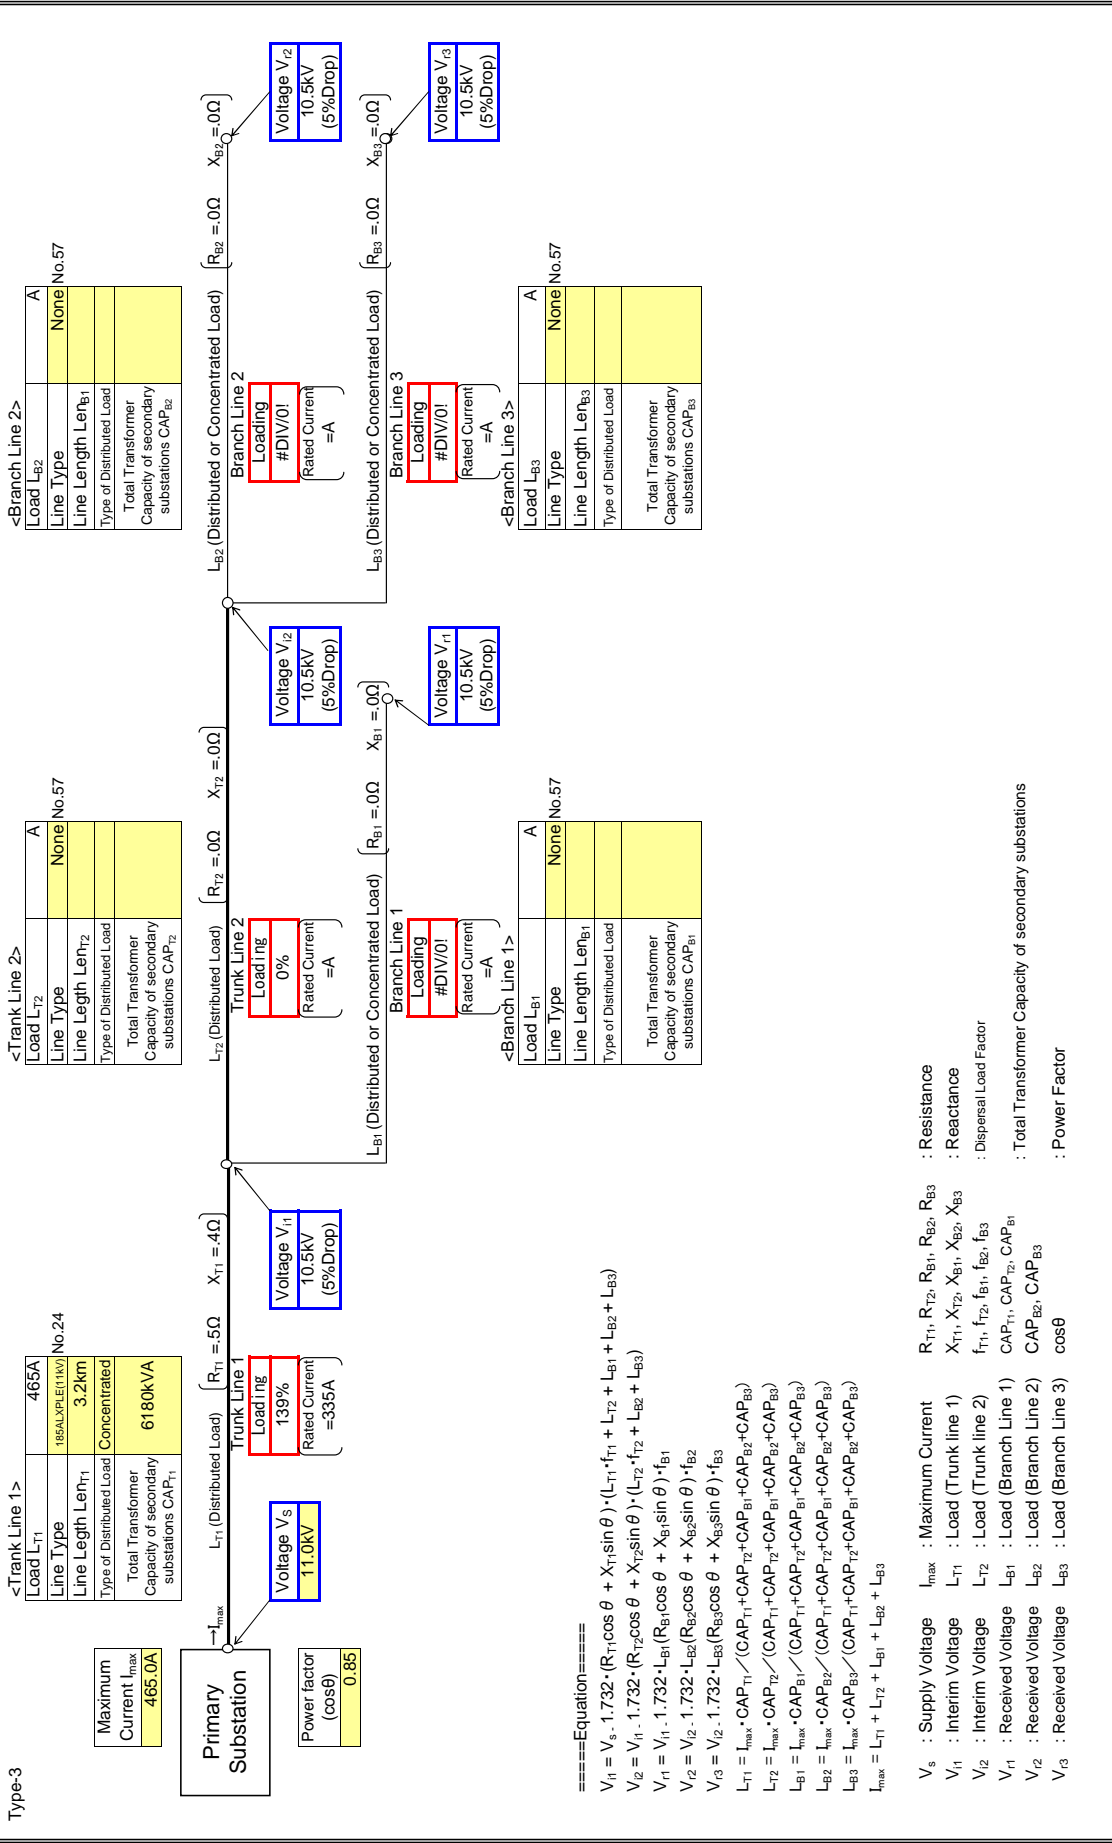 Type-3
Maximum
Current Imax
465.0A
Primary
Substation
Power factor
(cosθ)
0.85
→Imax
Voltage VS
11.0kV
<Trank Line 1>
Load LT1 465A
Line Type 185ALXPLE(11kV) No.24
Line Legth LenT1 3.2km
Type of Distributed Load Concentrated
Total Transformer
Capacity of secondary
substations CAPT1
6180kVA
LT1 (Distributed Load) RT1 =.5Ω XT1 =.4Ω
Trunk Line 1
Loading
139%
Rated Current
=335A
Voltage Vi1
10.5kV
(5%Drop)
<Trank Line 2>
Load LT2 A
Line Type None No.57
Line Length LenT2
Type of Distributed Load
Total Transformer
Capacity of secondary
substations CAPT2
LT2 (Distributed Load) RT2 =.0Ω XT2 =.0Ω
Trunk Line 2
Loading
0%
Rated Current
=A
Voltage Vi2
10.5kV
(5%Drop)
LB1 (Distributed or Concentrated Load) RB1 =.0Ω XB1 =.0Ω
Branch Line 1
Loading
#DIV/0!
Rated Current
=A
Voltage Vr1
10.5kV
(5%Drop)
<Branch Line 1>
Load LB1 A
Line Type None No.57
Line Length LenB1
Type of Distributed Load
Total Transformer
Capacity of secondary
substations CAPB1
<Branch Line 2>
Load LB2 A
Line Type None No.57
Line Length LenB1
Type of Distributed Load
Total Transformer
Capacity of secondary
substations CAPB2
LB2 (Distributed or Concentrated Load) RB2 =.0Ω XB2 =.0Ω
Branch Line 2
Loading
#DIV/0!
Rated Current
=A
Voltage Vr2
10.5kV
(5%Drop)
LB3 (Distributed or Concentrated Load) RB3 =.0Ω XB3 =.0Ω
Branch Line 3
Loading
#DIV/0!
Rated Current
=A
Voltage Vr3
10.5kV
(5%Drop)
<Branch Line 3>
Load LB3 A
Line Type None No.57
Line Length LenB3
Type of Distributed Load
Total Transformer
Capacity of secondary
substations CAPB3
=====Equation=====
Vi1 = Vs - 1.732・(RT1cos θ + XT1sin θ)・(LT1・fT1 + LT2 + LB1 + LB2 + LB3)
Vi2 = Vi1 - 1.732・(RT2cos θ + XT2sin θ)・(LT2・fT2 + LB2 + LB3)
Vr1 = Vi1 - 1.732・LB1(RB1cos θ + XB1sin θ)・fB1
Vr2 = Vi2 - 1.732・LB2(RB2cos θ + XB2sin θ)・fB2
Vr3 = Vi2 - 1.732・LB3(RB3cos θ + XB3sin θ)・fB3
LT1 = Imax・CAPT1／(CAPT1+CAPT2+CAPB1+CAPB2+CAPB3)
LT2 = Imax・CAPT2／(CAPT1+CAPT2+CAPB1+CAPB2+CAPB3)
LB1 = Imax・CAPB1／(CAPT1+CAPT2+CAPB1+CAPB2+CAPB3)
LB2 = Imax・CAPB2／(CAPT1+CAPT2+CAPB1+CAPB2+CAPB3)
LB3 = Imax・CAPB3／(CAPT1+CAPT2+CAPB1+CAPB2+CAPB3)
Imax = LT1 + LT2 + LB1 + LB2 + LB3
Vs : Supply Voltage Imax : Maximum Current RT1, RT2, RB1, RB2, RB3 : Resistance
Vi1 : Interim Voltage LT1 : Load (Trunk line 1) XT1, XT2, XB1, XB2, XB3 : Reactance
Vi2 : Interim Voltage LT2 : Load (Trunk line 2) fT1, fT2, fB1, fB2, fB3 : Dispersal Load Factor
Vr1 : Received Voltage LB1 : Load (Branch Line 1) CAPT1, CAPT2, CAPB1
Vr2 : Received Voltage LB2 : Load (Branch Line 2) CAPB2, CAPB3 : Total Transformer Capacity of secondary substations
Vr3 : Received Voltage LB3 : Load (Branch Line 3) cosθ : Power Factor